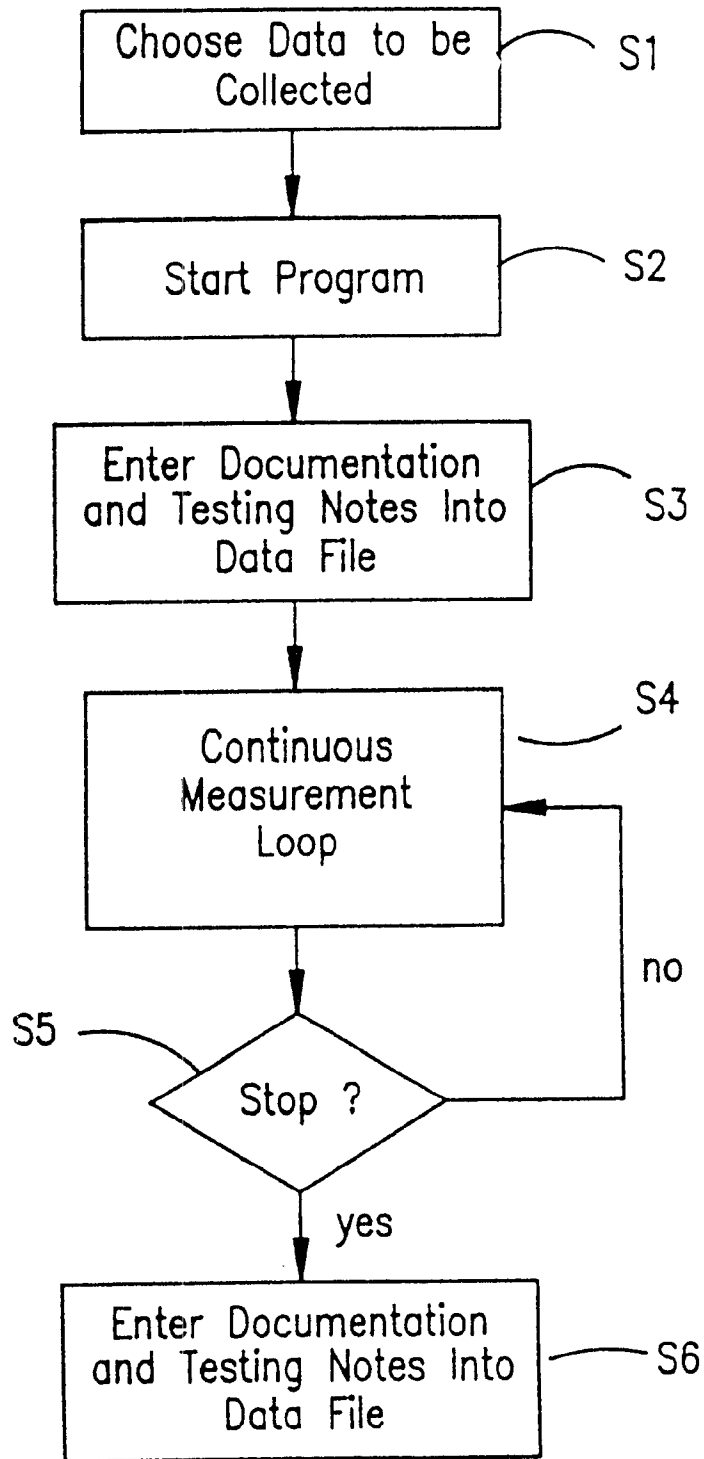 Choose Data to be
Collected
S1
Start Program
S2
Enter Documentation
and Testing Notes Into
Data File
S3
Continuous
Measurement
Loop
S4
no
S5
Stop ?
yes
Enter Documentation
and Testing Notes Into
Data File
S6